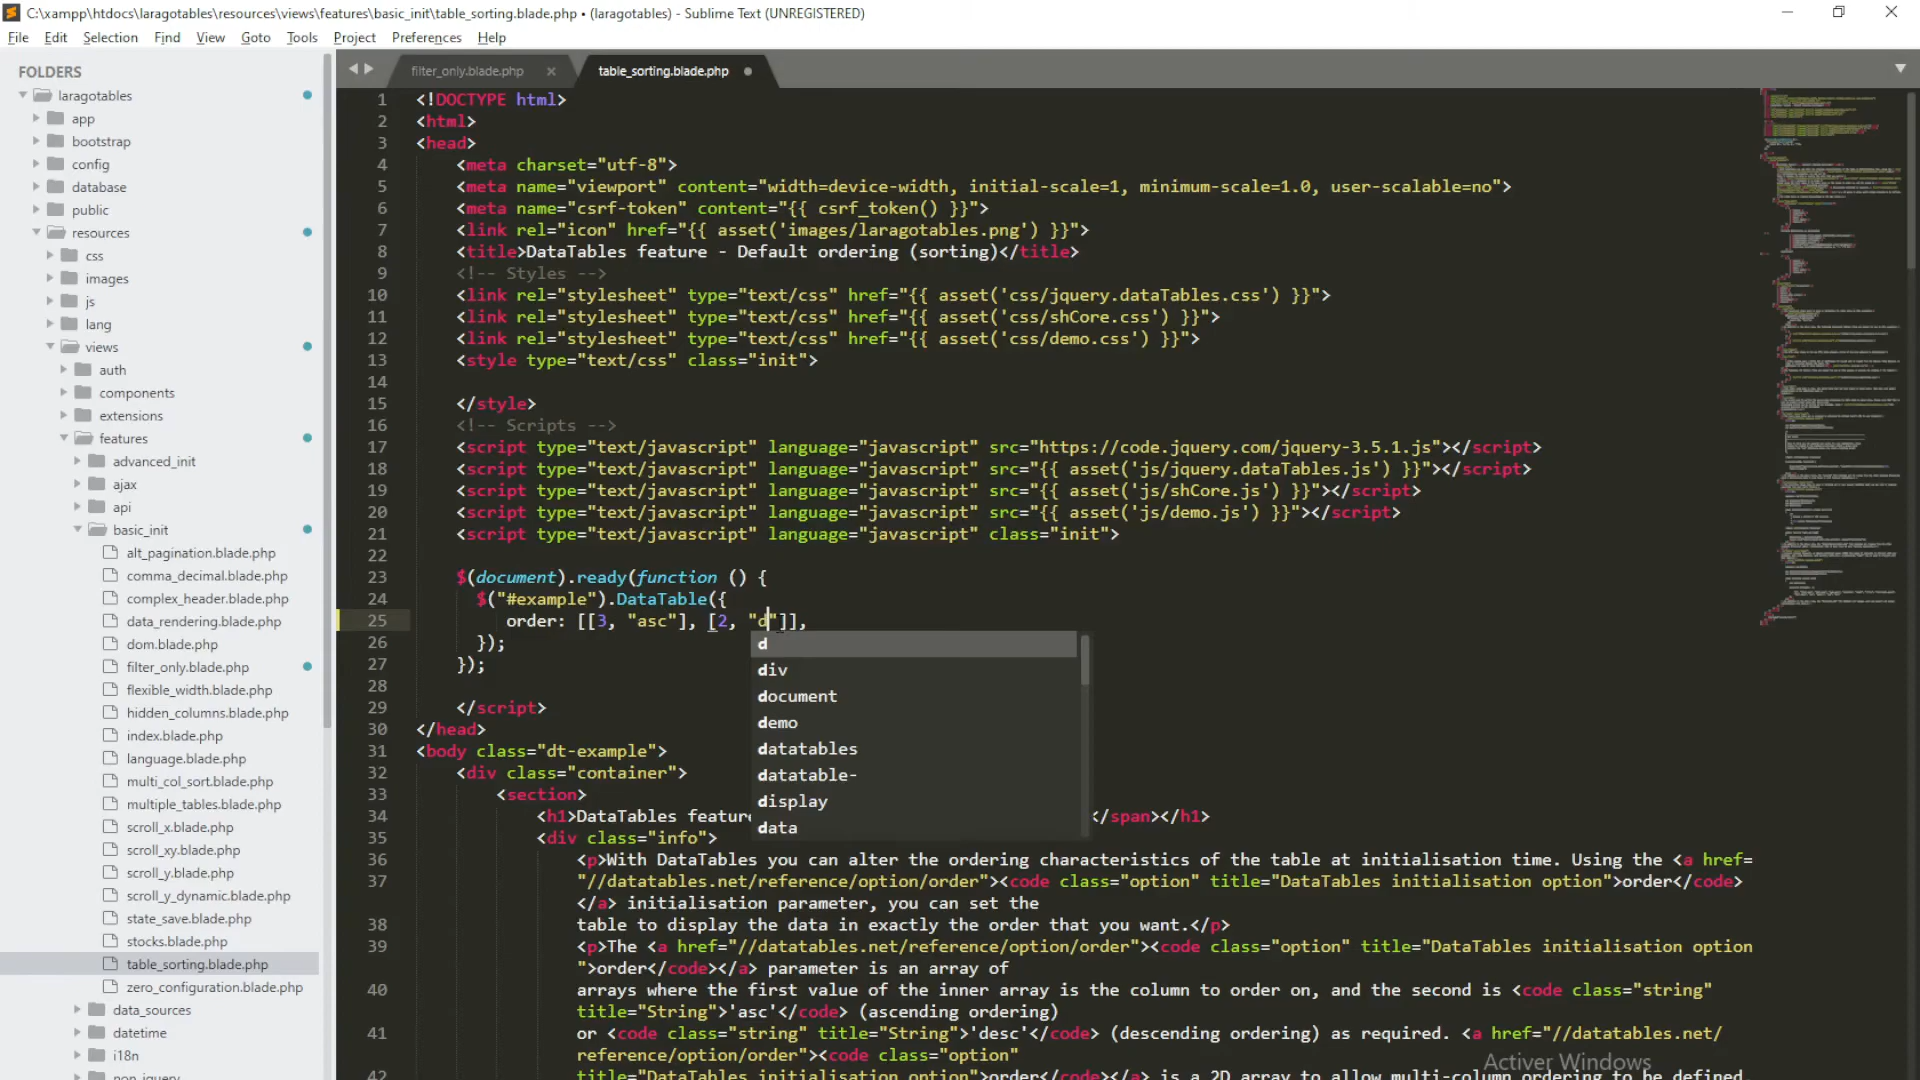 C:\xampp\htdocs\laragotables\resources\views\features\basic_init\table_sorting.blade.php • (laragotables) - Sublime Text (UNREGISTERED)
File Edit Selection Find View Goto Tools Project Preferences Help
FOLDERS
laragotables
app
bootstrap
config
database
public
resources
css
images
js
lang
views
auth
components
extensions
features
advanced_init
ajax
api
basic_init
alt_pagination.blade.php
comma_decimal.blade.php
complex_header.blade.php
data_rendering.blade.php
dom.blade.php
filter_only.blade.php
flexible_width.blade.php
hidden_columns.blade.php
index.blade.php
language.blade.php
multi_col_sort.blade.php
multiple_tables.blade.php
scroll_x.blade.php
scroll_xy.blade.php
scroll_y.blade.php
scroll_y_dynamic.blade.php
state_save.blade.php
stocks.blade.php
table_sorting.blade.php
zero_configuration.blade.php
data_sources
datetime
i18n
non_jquery
filter_only.blade.php table_sorting.blade.php
1 <!DOCTYPE html>
2 <html>
3 <head>
4 <meta charset="utf-8">
5 <meta name="viewport" content="width=device-width, initial-scale=1, minimum-scale=1.0, user-scalable=no">
6 <meta name="csrf-token" content="{{ csrf_token() }}">
7 <link rel="icon" href="{{ asset('images/laragotables.png') }}">
8 <title>DataTables feature - Default ordering (sorting)</title>
9 <!-- Styles -->
10 <link rel="stylesheet" type="text/css" href="{{ asset('css/jquery.dataTables.css') }}">
11 <link rel="stylesheet" type="text/css" href="{{ asset('css/shCore.css') }}">
12 <link rel="stylesheet" type="text/css" href="{{ asset('css/demo.css') }}">
13 <style type="text/css" class="init">
14
15 </style>
16 <!-- Scripts -->
17 <script type="text/javascript" language="javascript" src="https://code.jquery.com/jquery-3.5.1.js"></script>
18 <script type="text/javascript" language="javascript" src="{{ asset('js/jquery.dataTables.js') }}"></script>
19 <script type="text/javascript" language="javascript" src="{{ asset('js/shCore.js') }}"></script>
20 <script type="text/javascript" language="javascript" src="{{ asset('js/demo.js') }}"></script>
21 <script type="text/javascript" language="javascript" class="init">
22
23 $(document).ready(function () {
24 $("#example").DataTable({
25 order: [[3, "asc"], [2, "d"]],
26 });
27 });
28
29 </script>
30 </head>
31 <body class="dt-example">
32 <div class="container">
33 <section>
34 <h1>DataTables featur </span></h1>
35 <div class="info">
36 <p>With DataTables you can alter the ordering characteristics of the table at initialisation time. Using the <a href=
37 "//datatables.net/reference/option/order"><code class="option" title="DataTables initialisation option">order</code>
</a> initialisation parameter, you can set the
38 table to display the data in exactly the order that you want.</p>
39 <p>The <a href="//datatables.net/reference/option/order"><code class="option" title="DataTables initialisation option
">order</code></a> parameter is an array of
40 arrays where the first value of the inner array is the column to order on, and the second is <code class="string"
title="String">'asc'</code> (ascending ordering)
41 or <code class="string" title="String">'desc'</code> (descending ordering) as required. <a href="//datatables.net/
reference/option/order"><code class="option"
42 title="DataTables initialisation option">order</code></a> is a 2D array to allow multi-column ordering to be defined
d
div
document
demo
datatables
datatable-
display
data
Activer Windows